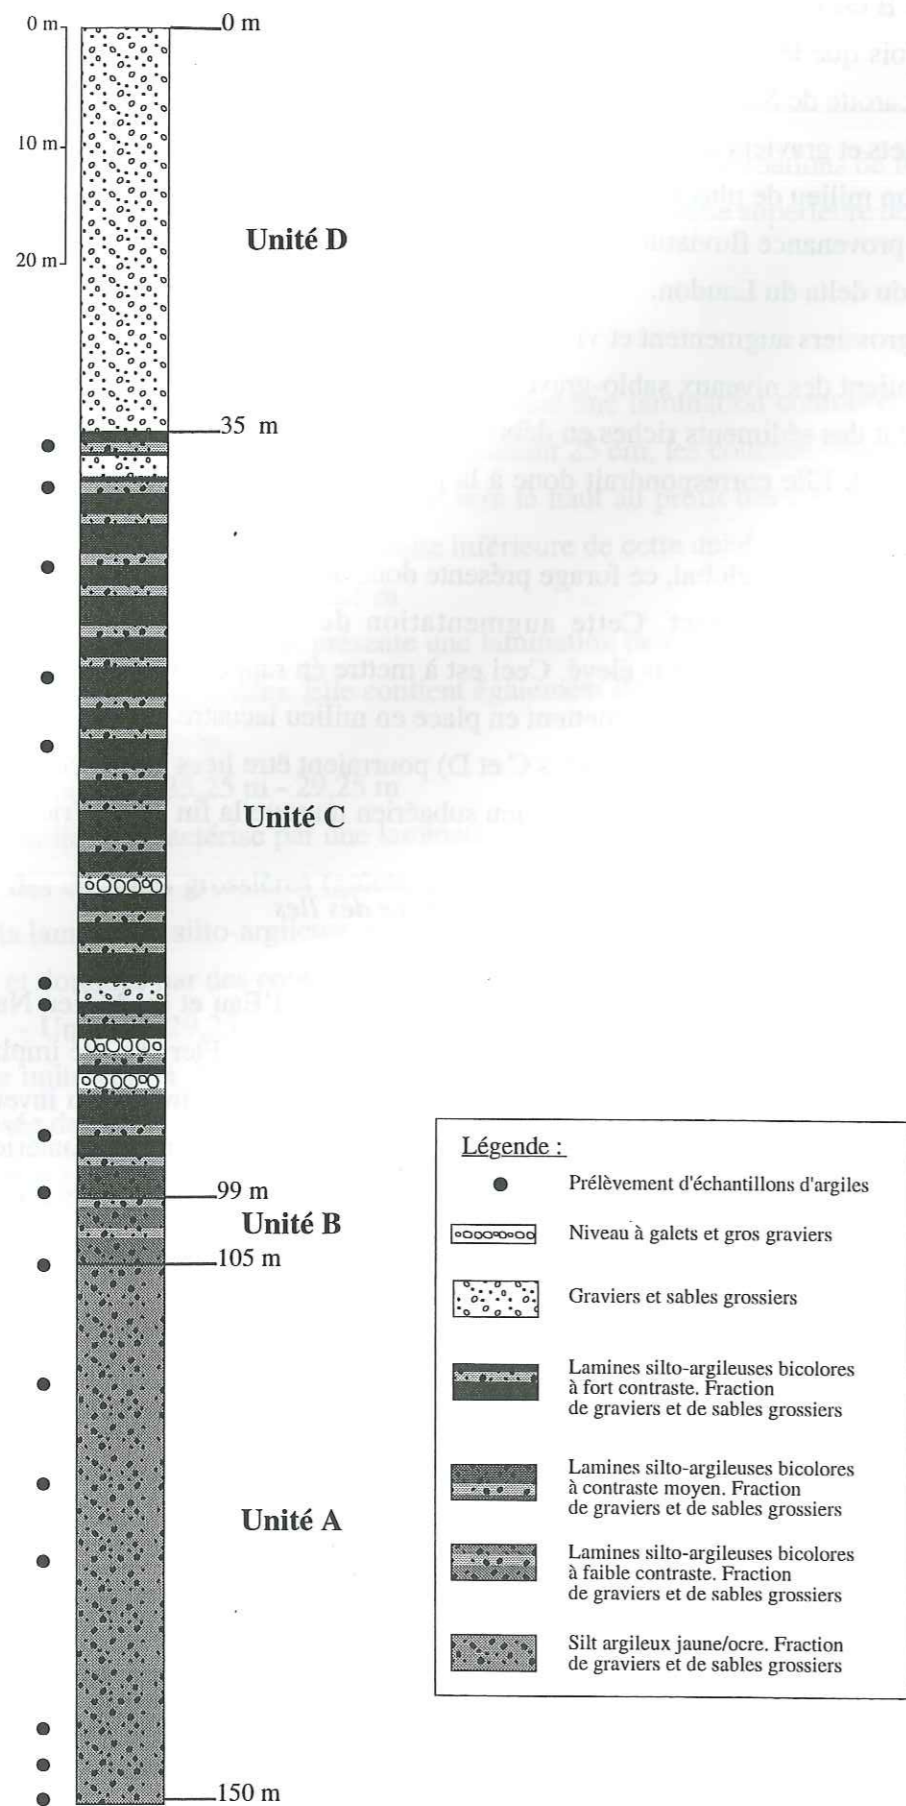 0 m
0 m
10 m
Unité D
20 m
35 m
Unité C
99 m
Unité B
105 m
Unité A
150 m
Légende :
Prélèvement d'échantillons d'argiles
Niveau à galets et gros graviers
Graviers et sables grossiers
Lamines silto-argileuses bicolores
à fort contraste. Fraction
de graviers et de sables grossiers
Lamines silto-argileuses bicolores
à contraste moyen. Fraction
de graviers et de sables grossiers
Lamines silto-argileuses bicolores
à faible contraste. Fraction
de graviers et de sables grossiers
Silt argileux jaune/ocre. Fraction
de graviers et de sables grossiers